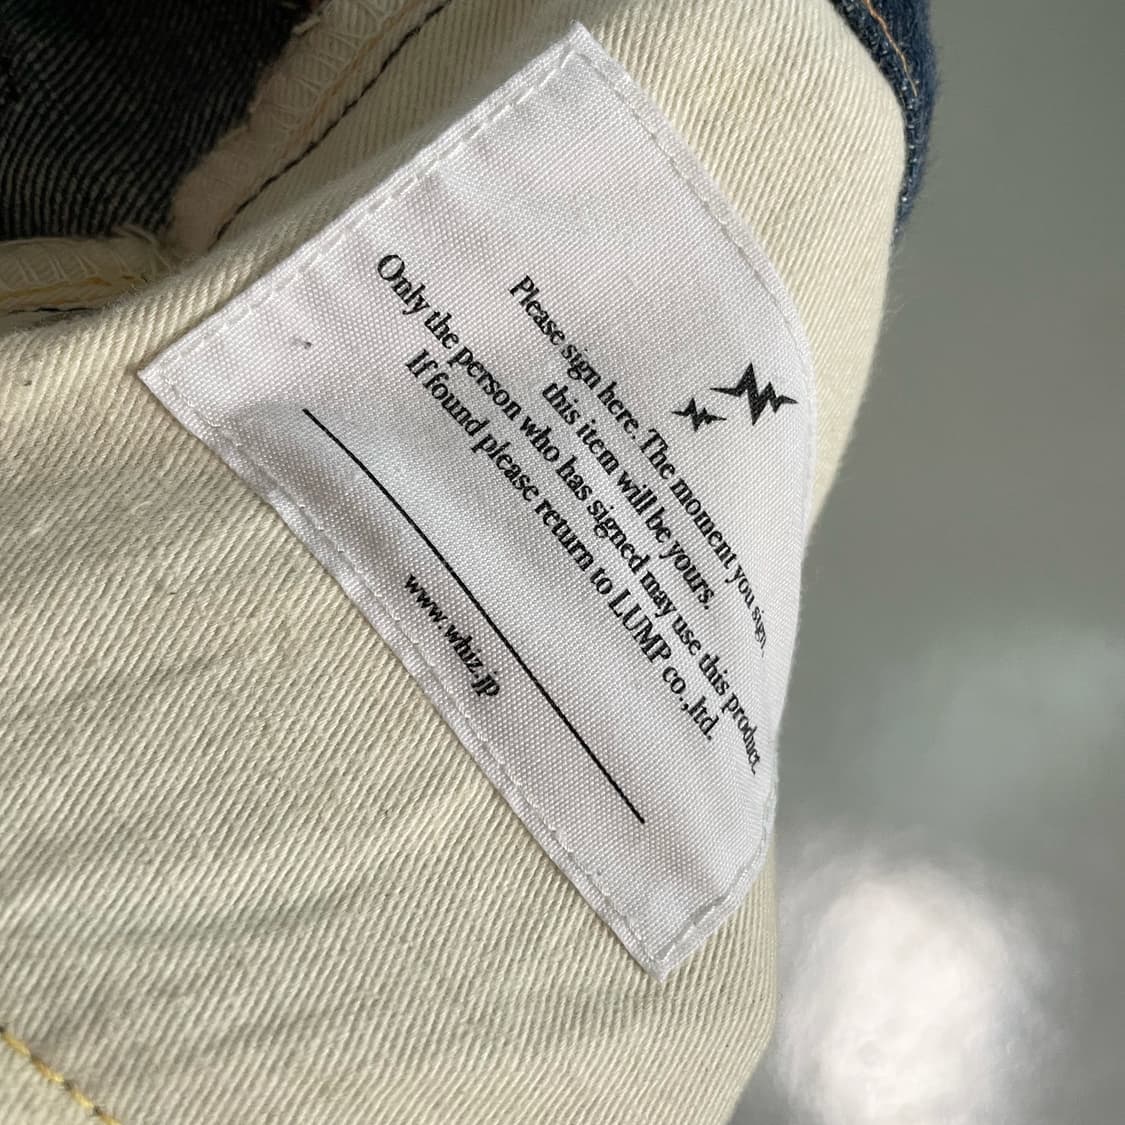 Please sign here. The moment you sign,
this item will be yours.
Only the person who has signed may use this product.
If found please return to LUMP co.,ltd.
www.whiz.jp